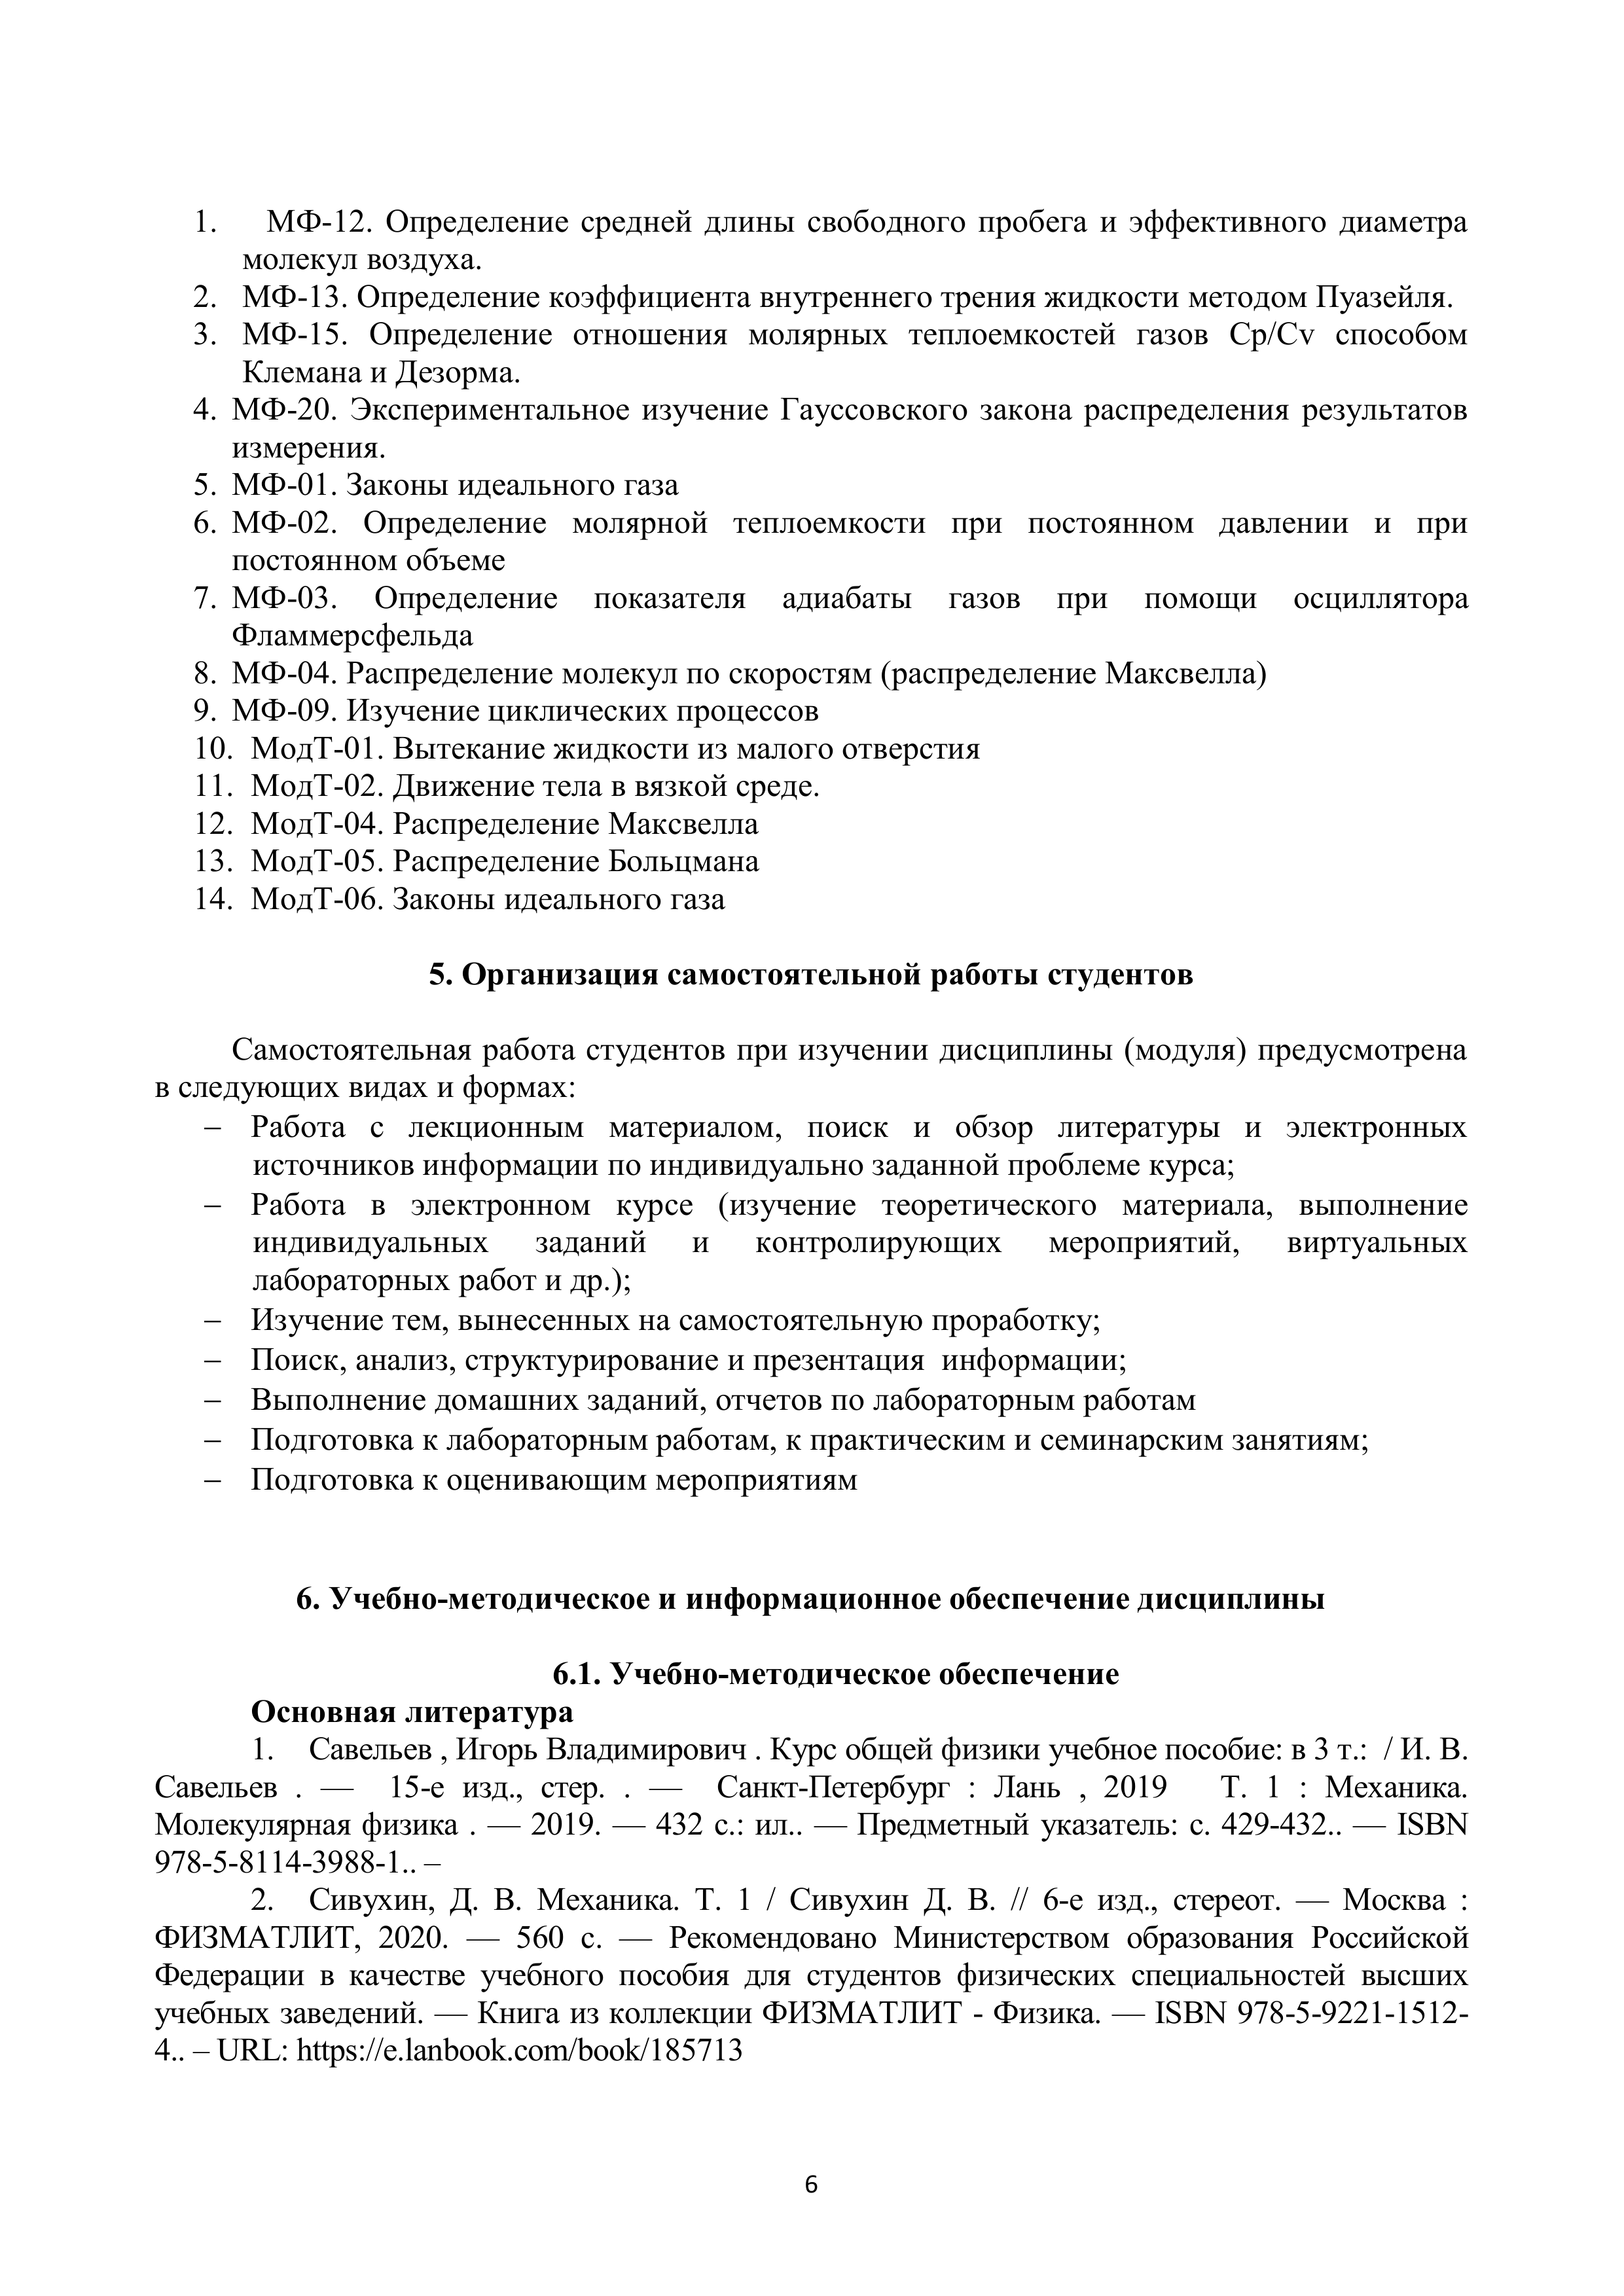 1. МФ-12. Определение средней длины свободного пробега и эффективного диаметра
молекул воздуха.
2. МФ-13. Определение коэффициента внутреннего трения жидкости методом Пуазейля.
3. МФ-15. Определение отношения молярных теплоемкостей газов Cp/Cv способом
Клемана и Дезорма.
4. МФ-20. Экспериментальное изучение Гауссовского закона распределения результатов
измерения.
5. МФ-01. Законы идеального газа
6. МФ-02. Определение молярной теплоемкости при постоянном давлении и при
постоянном объеме
7. МФ-03. Определение показателя адиабаты газов при помощи осциллятора
Фламмерсфельда
8. МФ-04. Распределение молекул по скоростям (распределение Максвелла)
9. МФ-09. Изучение циклических процессов
10. МодТ-01. Вытекание жидкости из малого отверстия
11. МодТ-02. Движение тела в вязкой среде.
12. МодТ-04. Распределение Максвелла
13. МодТ-05. Распределение Больцмана
14. МодТ-06. Законы идеального газа
5. Организация самостоятельной работы студентов
Самостоятельная работа студентов при изучении дисциплины (модуля) предусмотрена
в следующих видах и формах:
– Работа с лекционным материалом, поиск и обзор литературы и электронных
источников информации по индивидуально заданной проблеме курса;
– Работа в электронном курсе (изучение теоретического материала, выполнение
индивидуальных заданий и контролирующих мероприятий, виртуальных
лабораторных работ и др.);
– Изучение тем, вынесенных на самостоятельную проработку;
– Поиск, анализ, структурирование и презентация информации;
– Выполнение домашних заданий, отчетов по лабораторным работам
– Подготовка к лабораторным работам, к практическим и семинарским занятиям;
– Подготовка к оценивающим мероприятиям
6. Учебно-методическое и информационное обеспечение дисциплины
6.1. Учебно-методическое обеспечение
Основная литература
1. Савельев , Игорь Владимирович . Курс общей физики учебное пособие: в 3 т.: / И. В.
Савельев . — 15-е изд., стер. . — Санкт-Петербург : Лань , 2019 Т. 1 : Механика.
Молекулярная физика . — 2019. — 432 с.: ил.. — Предметный указатель: с. 429-432.. — ISBN
978-5-8114-3988-1.. –
2. Сивухин, Д. В. Механика. Т. 1 / Сивухин Д. В. // 6-е изд., стереот. — Москва :
ФИЗМАТЛИТ, 2020. — 560 с. — Рекомендовано Министерством образования Российской
Федерации в качестве учебного пособия для студентов физических специальностей высших
учебных заведений. — Книга из коллекции ФИЗМАТЛИТ - Физика. — ISBN 978-5-9221-1512-
4.. – URL: https://e.lanbook.com/book/185713
6